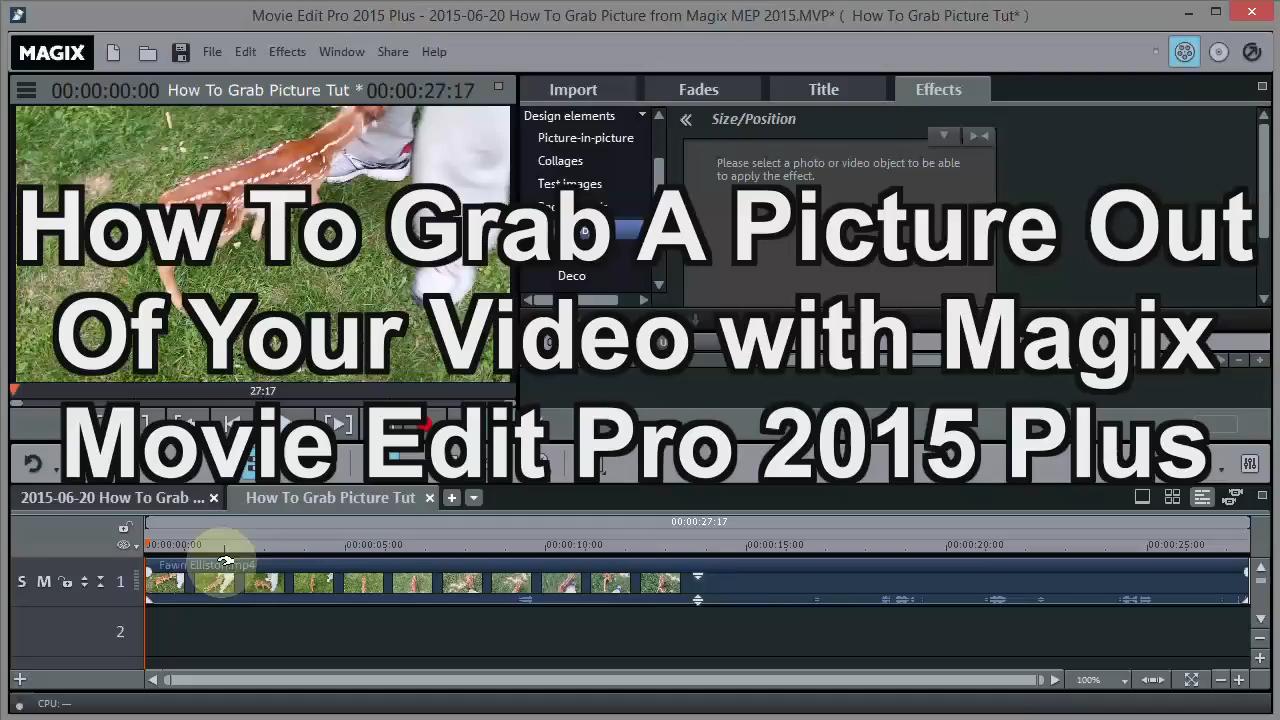 Movie Edit Pro 2015 Plus - 2015-06-20 How To Grab Picture from Magix MEP 2015.MVP* ( How To Grab Picture Tut* )
MAGIX File Edit Effects Window Share Help
00:00:00:00 How To Grab Picture Tut * 00:00:27:17
Import Fades Title Effects
Design elements
Picture-in-picture
Collages
Test images
Deco
Size/Position
Please select a photo or video object to be able
to apply the effect.
How To Grab A Picture Out
Of Your Video with Magix
Movie Edit Pro 2015 Plus
27:17
2015-06-20 How To Grab ... How To Grab Picture Tut
00:00:27:17
00:00:00:00 00:00:05:00 00:00:10:00 00:00:15:00 00:00:20:00 00:00:25:00
Fawn Elliston.mp4
S M 1
2
100%
CPU: —